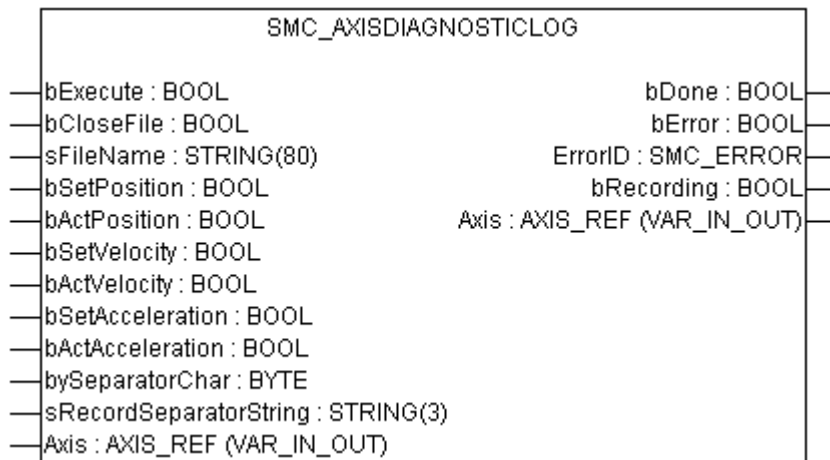 SMC_AXISDIAGNOSTICLOG
bExecute : BOOL
bCloseFile : BOOL
sFileName : STRING(80)
bSetPosition : BOOL
bActPosition : BOOL
bSetVelocity : BOOL
bActVelocity : BOOL
bSetAcceleration : BOOL
bActAcceleration : BOOL
bySeparatorChar : BYTE
sRecordSeparatorString : STRING(3)
Axis : AXIS_REF (VAR_IN_OUT)
bDone : BOOL
bError : BOOL
ErrorID : SMC_ERROR
bRecording : BOOL
Axis : AXIS_REF (VAR_IN_OUT)